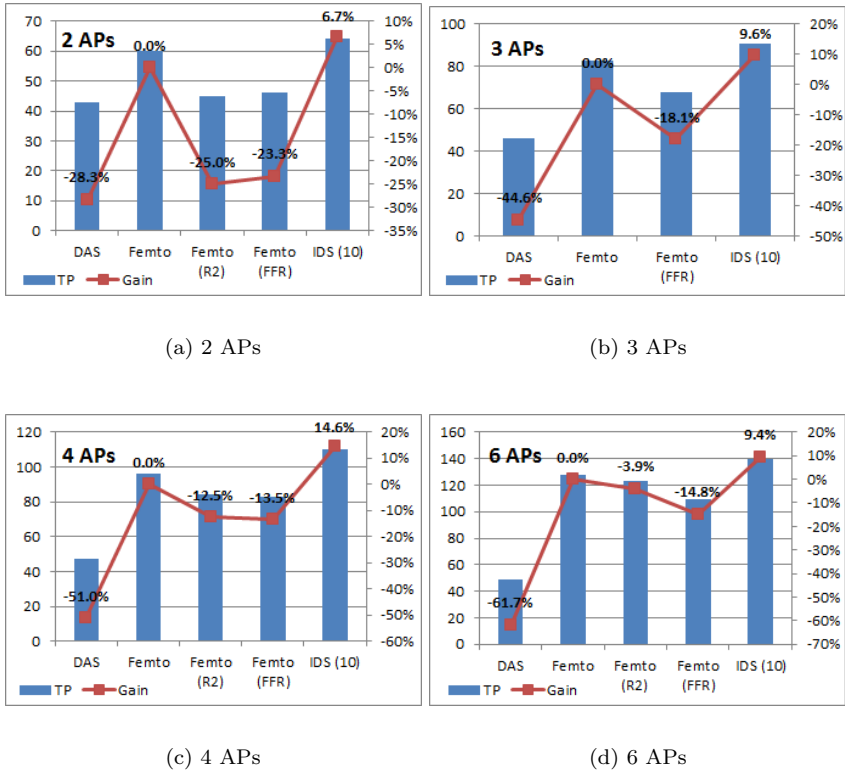 2 APs
70
60
50
40
30
20
10
0
10%
5%
0%
-5%
-10%
-15%
-20%
-25%
-30%
-35%
-28.3%
0.0%
-25.0%
-23.3%
6.7%
DAS
Femto
Femto
(R2)
Femto
(FFR)
IDS (10)
TP
Gain
(a) 2 APs
3 APs
100
80
60
40
20
0
20%
10%
0%
-10%
-20%
-30%
-40%
-50%
-44.6%
0.0%
-18.1%
9.6%
DAS
Femto
Femto
(FFR)
IDS (10)
TP
Gain
(b) 3 APs
4 APs
120
100
80
60
40
20
0
20%
10%
0%
-10%
-20%
-30%
-40%
-50%
-60%
-51.0%
0.0%
-12.5%
-13.5%
14.6%
DAS
Femto
Femto
(R2)
Femto
(FFR)
IDS (10)
TP
Gain
(c) 4 APs
6 APs
160
140
120
100
80
60
40
20
0
20%
10%
0%
-10%
-20%
-30%
-40%
-50%
-60%
-70%
-61.7%
0.0%
-3.9%
-14.8%
9.4%
DAS
Femto
Femto
(R2)
Femto
(FFR)
IDS (10)
TP
Gain
(d) 6 APs